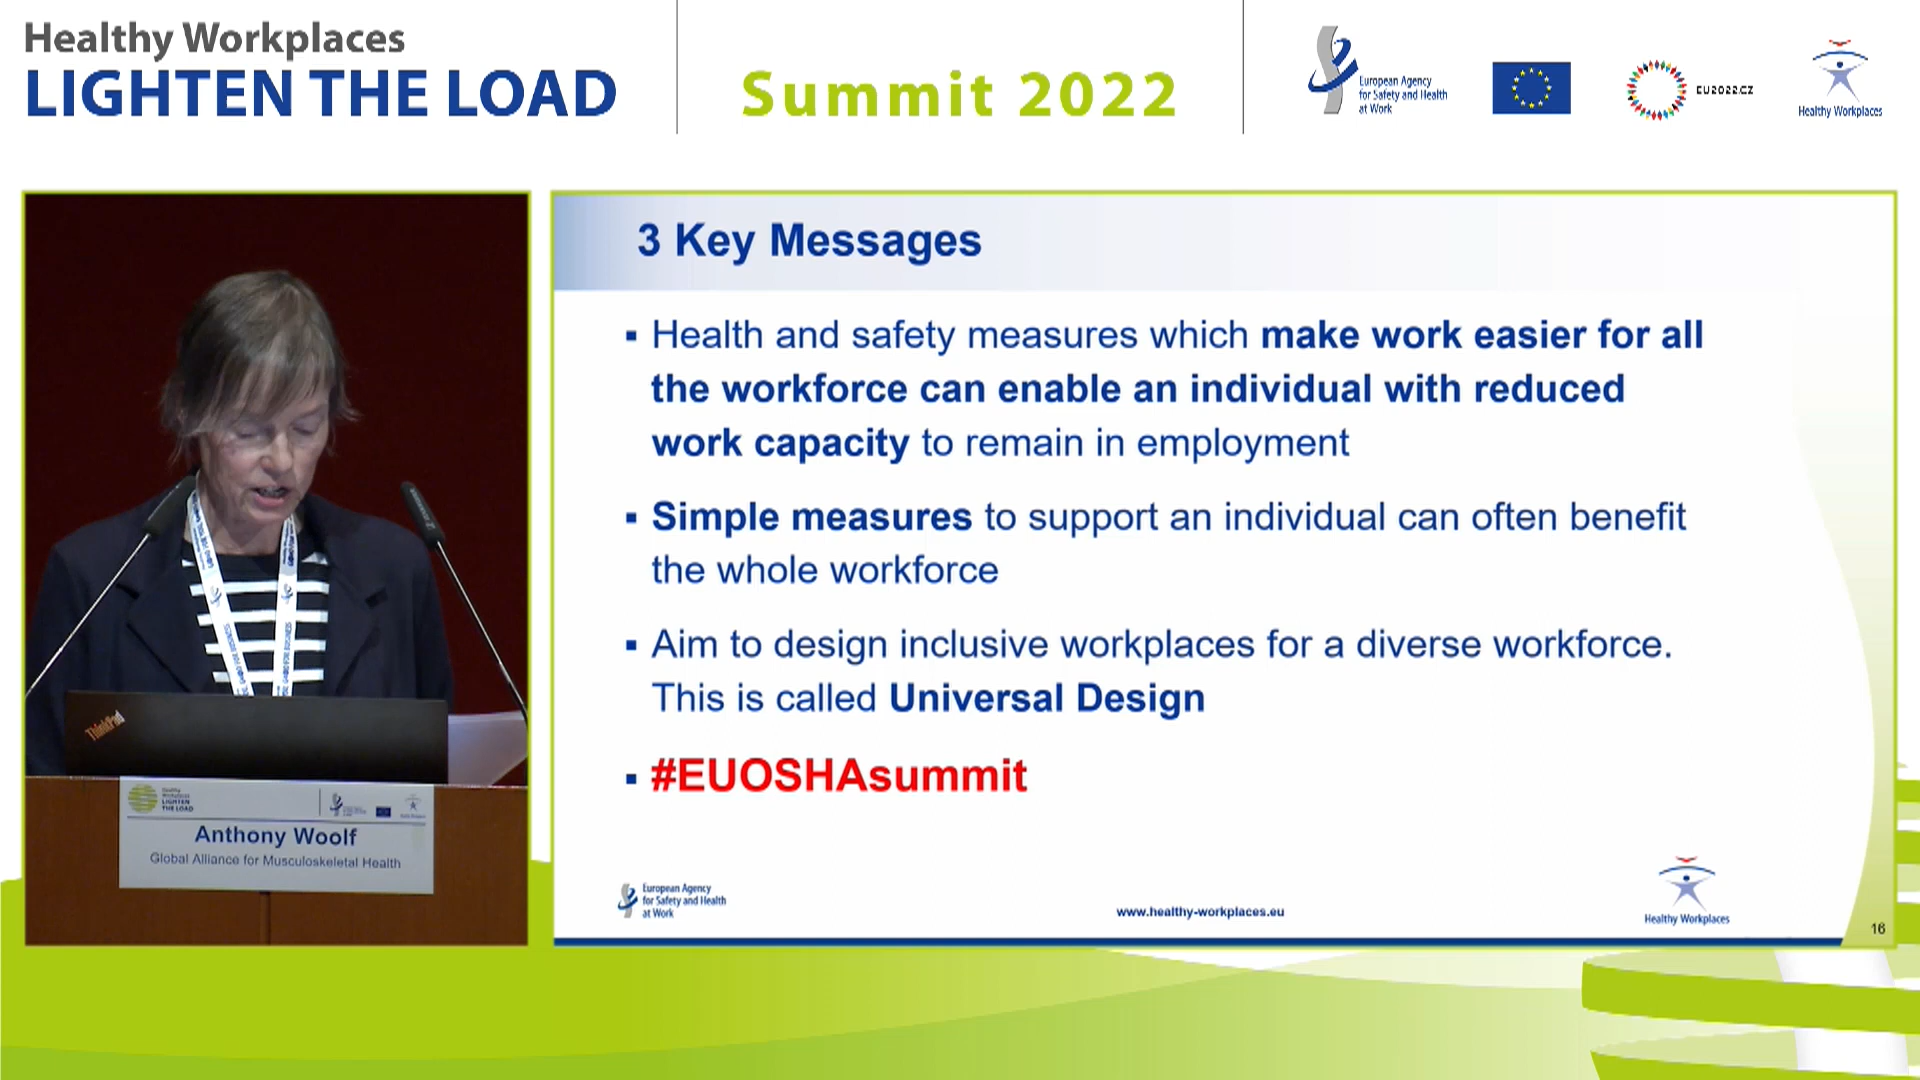 Healthy Workplaces
LIGHTEN THE LOAD
Summit 2022
European Agency
for Safety and Health
at Work
EU2022.CZ
Healthy Workplaces
3 Key Messages
▪ Health and safety measures which make work easier for all
the workforce can enable an individual with reduced
work capacity to remain in employment
▪ Simple measures to support an individual can often benefit
the whole workforce
▪ Aim to design inclusive workplaces for a diverse workforce.
This is called Universal Design
▪ #EUOSHAsummit
European Agency
for Safety and Health
at Work
www.healthy-workplaces.eu
Healthy Workplaces
16
ThinkPad
Healthy
Workplaces
LIGHTEN
THE LOAD
Anthony Woolf
Global Alliance for Musculoskeletal Health